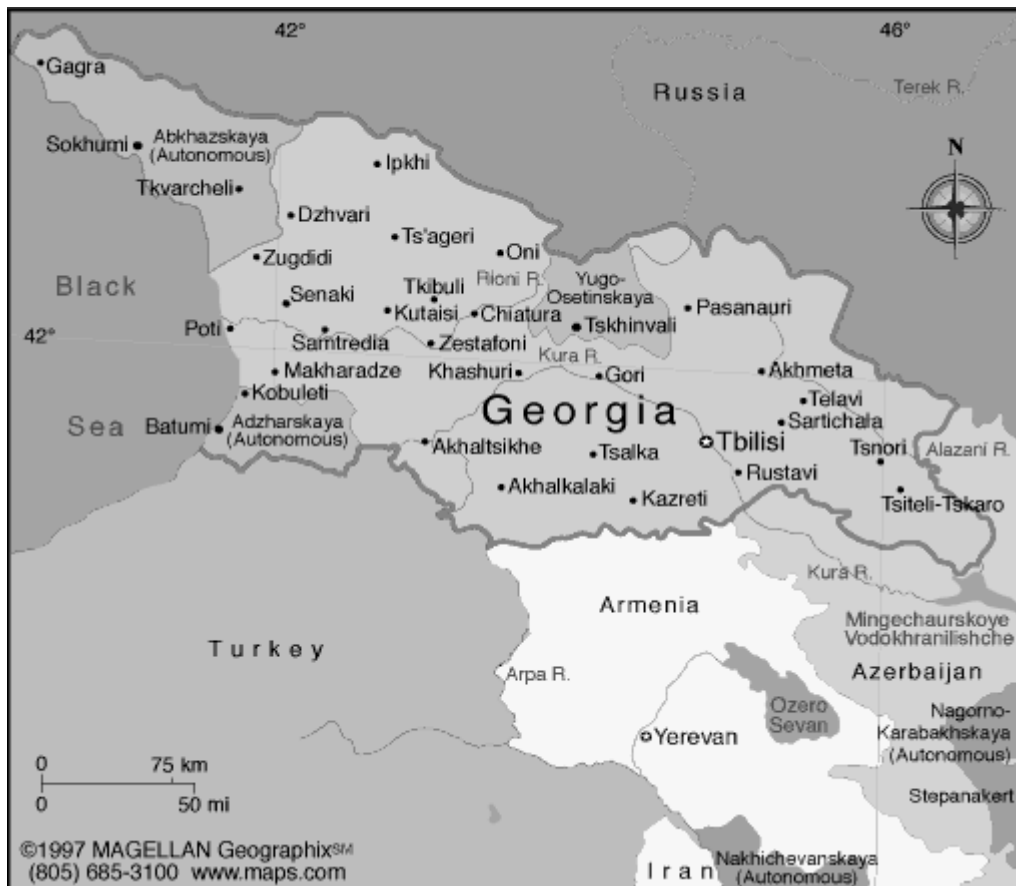 42°
46°
Gagra
Russia
Terek R.
N
Sokhumi
Abkhazskaya
(Autonomous)
Ipkhi
Tkvarcheli
Dzhvari
Ts'ageri
Oni
Zugdidi
Black
Sea
Senaki
Tkibuli
Rioni R.
Yugo-
Osetinskaya
Pasanauri
Kutaisi
Chiatura
Tskhinvali
Poti
42°
Samtredia
Zestafoni
Kura R.
Makharadze
Khashuri
Gori
Akhmeta
Kobuleti
Georgia
Telavi
Batumi
Adzharskaya
(Autonomous)
Sartichala
Akhaltsikhe
Tsalka
Tbilisi
Tsnori
Alazani R.
Rustavi
Akhalkalaki
Kazreti
Tsiteli-Tskaro
Kura R.
Armenia
Mingechaurskoye
Vodokhranilishche
Turkey
Arpa R.
Azerbaijan
Ozero
Sevan
Nagorno-
Karabakhskaya
(Autonomous)
Yerevan
0 75 km
0 50 mi
Stepanakert
©1997 MAGELLAN Geographix℠
(805) 685-3100 www.maps.com
Iran
Nakhichevanskaya
(Autonomous)